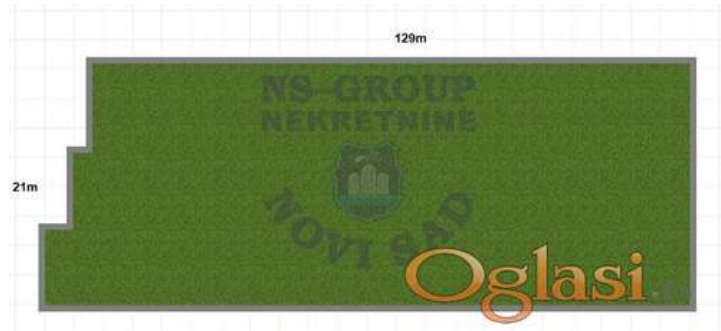 129m
NS-GROUP
NEKRETNINE
21m
NOVI SAD
Oglasi